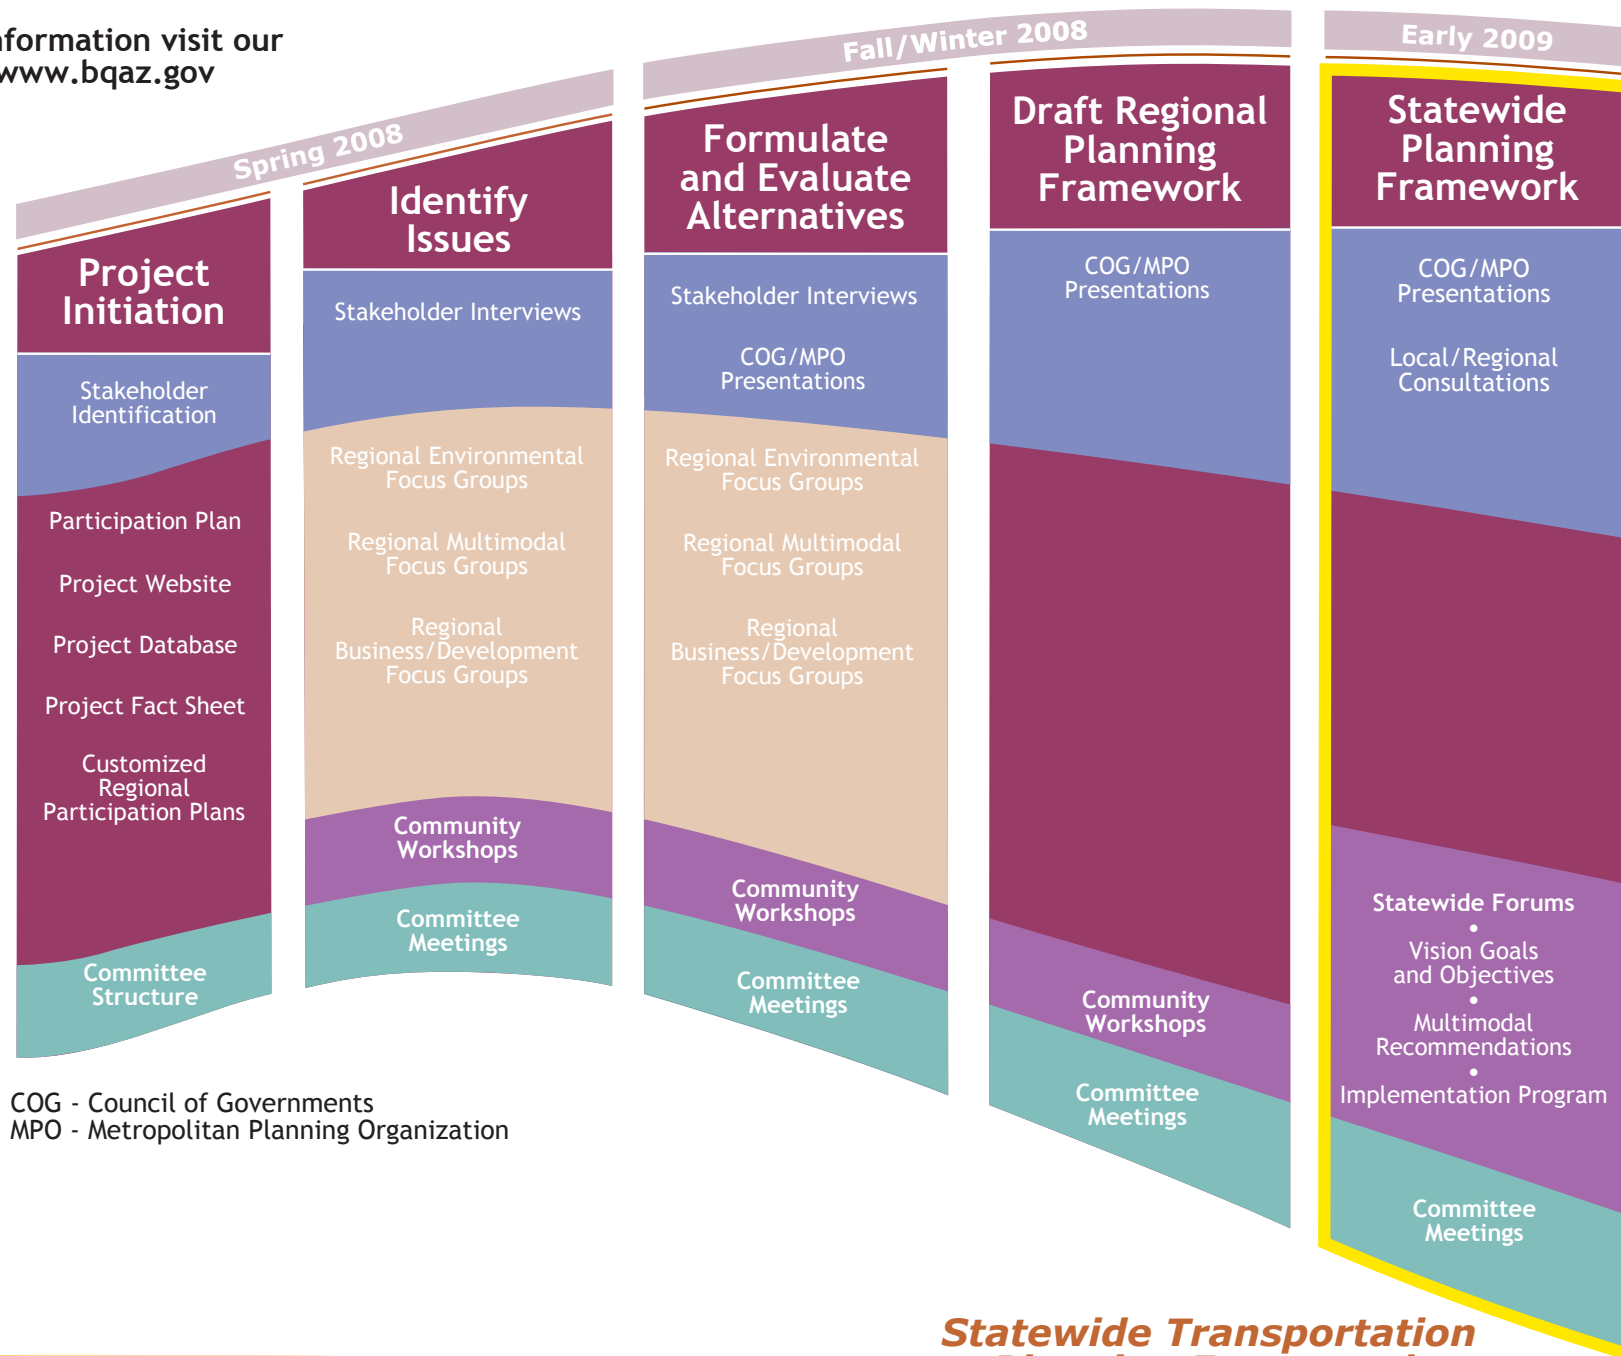 visit our
www.bqaz.gov
Spring 2008
Fall/Winter 2008
Early 2009
Project
Initiation
Stakeholder
Identification
Participation Plan
Project Website
Project Database
Project Fact Sheet
Customized
Regional
Participation Plans
Committee
Structure
Identify
Issues
Stakeholder Interviews
Regional Environmental
Focus Groups
Regional Multimodal
Focus Groups
Regional
Business/Development
Focus Groups
Community
Workshops
Committee
Meetings
Formulate
and Evaluate
Alternatives
Stakeholder Interviews
COG/MPO
Presentations
Regional Environmental
Focus Groups
Regional Multimodal
Focus Groups
Regional
Business/Development
Focus Groups
Community
Workshops
Committee
Meetings
Draft Regional
Planning
Framework
COG/MPO
Presentations
Community
Workshops
Committee
Meetings
Statewide
Planning
Framework
COG/MPO
Presentations
Local/Regional
Consultations
Statewide Forums
•
Vision Goals
and Objectives
•
Multimodal
Recommendations
•
Implementation Program
Committee
Meetings
COG - Council of Governments
MPO - Metropolitan Planning Organization
Statewide Transportation